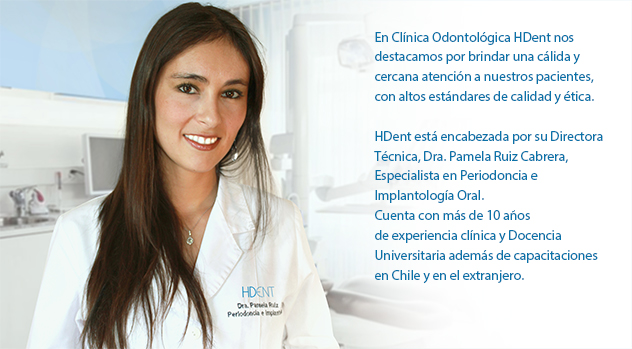 En Clínica Odontológica HDent nos
destacamos por brindar una cálida y
cercana atención a nuestros pacientes,
con altos estándares de calidad y ética.
HDent está encabezada por su Directora
Técnica, Dra. Pamela Ruiz Cabrera,
Especialista en Periodoncia e
Implantología Oral.
Cuenta con más de 10 años
de experiencia clínica y Docencia
Universitaria además de capacitaciones
en Chile y en el extranjero.
HDENT
Dra. Pamela Ruiz
Periodoncia e